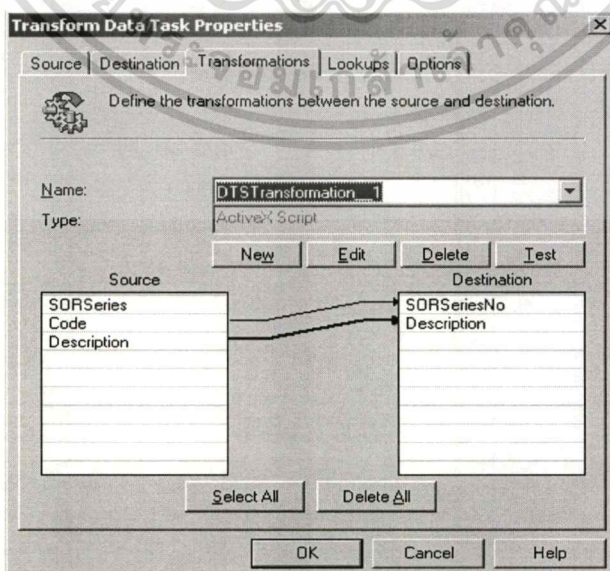 Transform Data Task Properties
Source Destination Transformations Lookups Options
Define the transformations between the source and destination.
Name: DTSTransformation__1
Type: ActiveX Script
New Edit Delete Test
Source Destination
SORSeries
Code
Description
SORSeriesNo
Description
Select All Delete All
OK Cancel Help